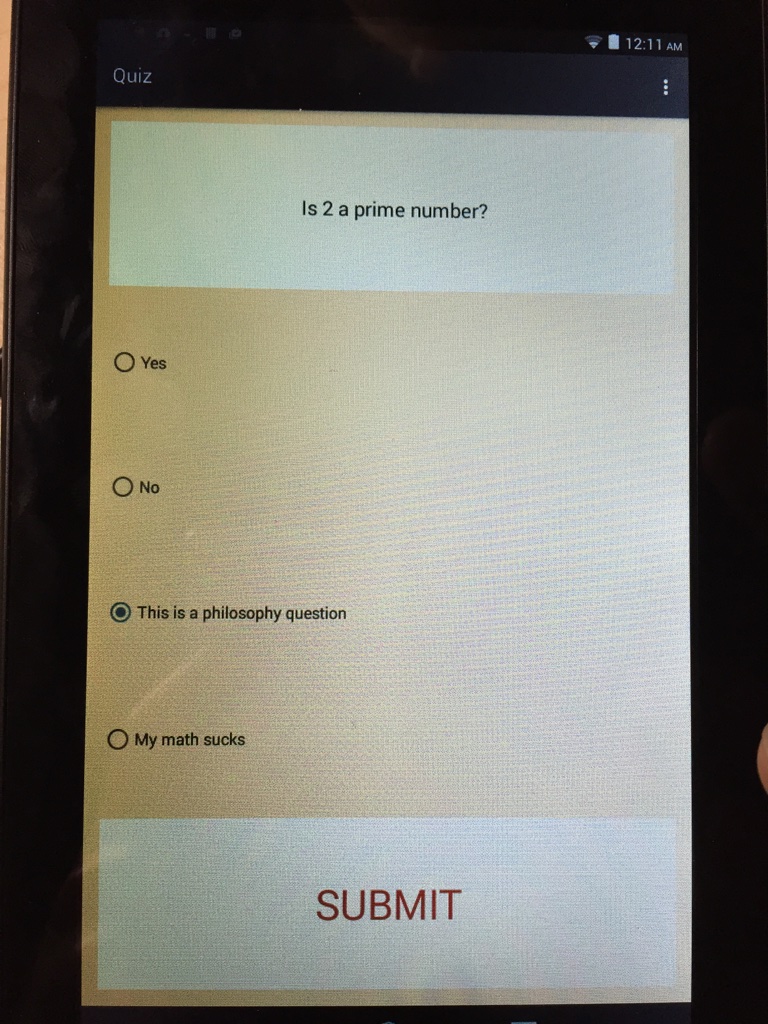 12:11 AM
Quiz
Is 2 a prime number?
Yes
No
This is a philosophy question
My math sucks
SUBMIT